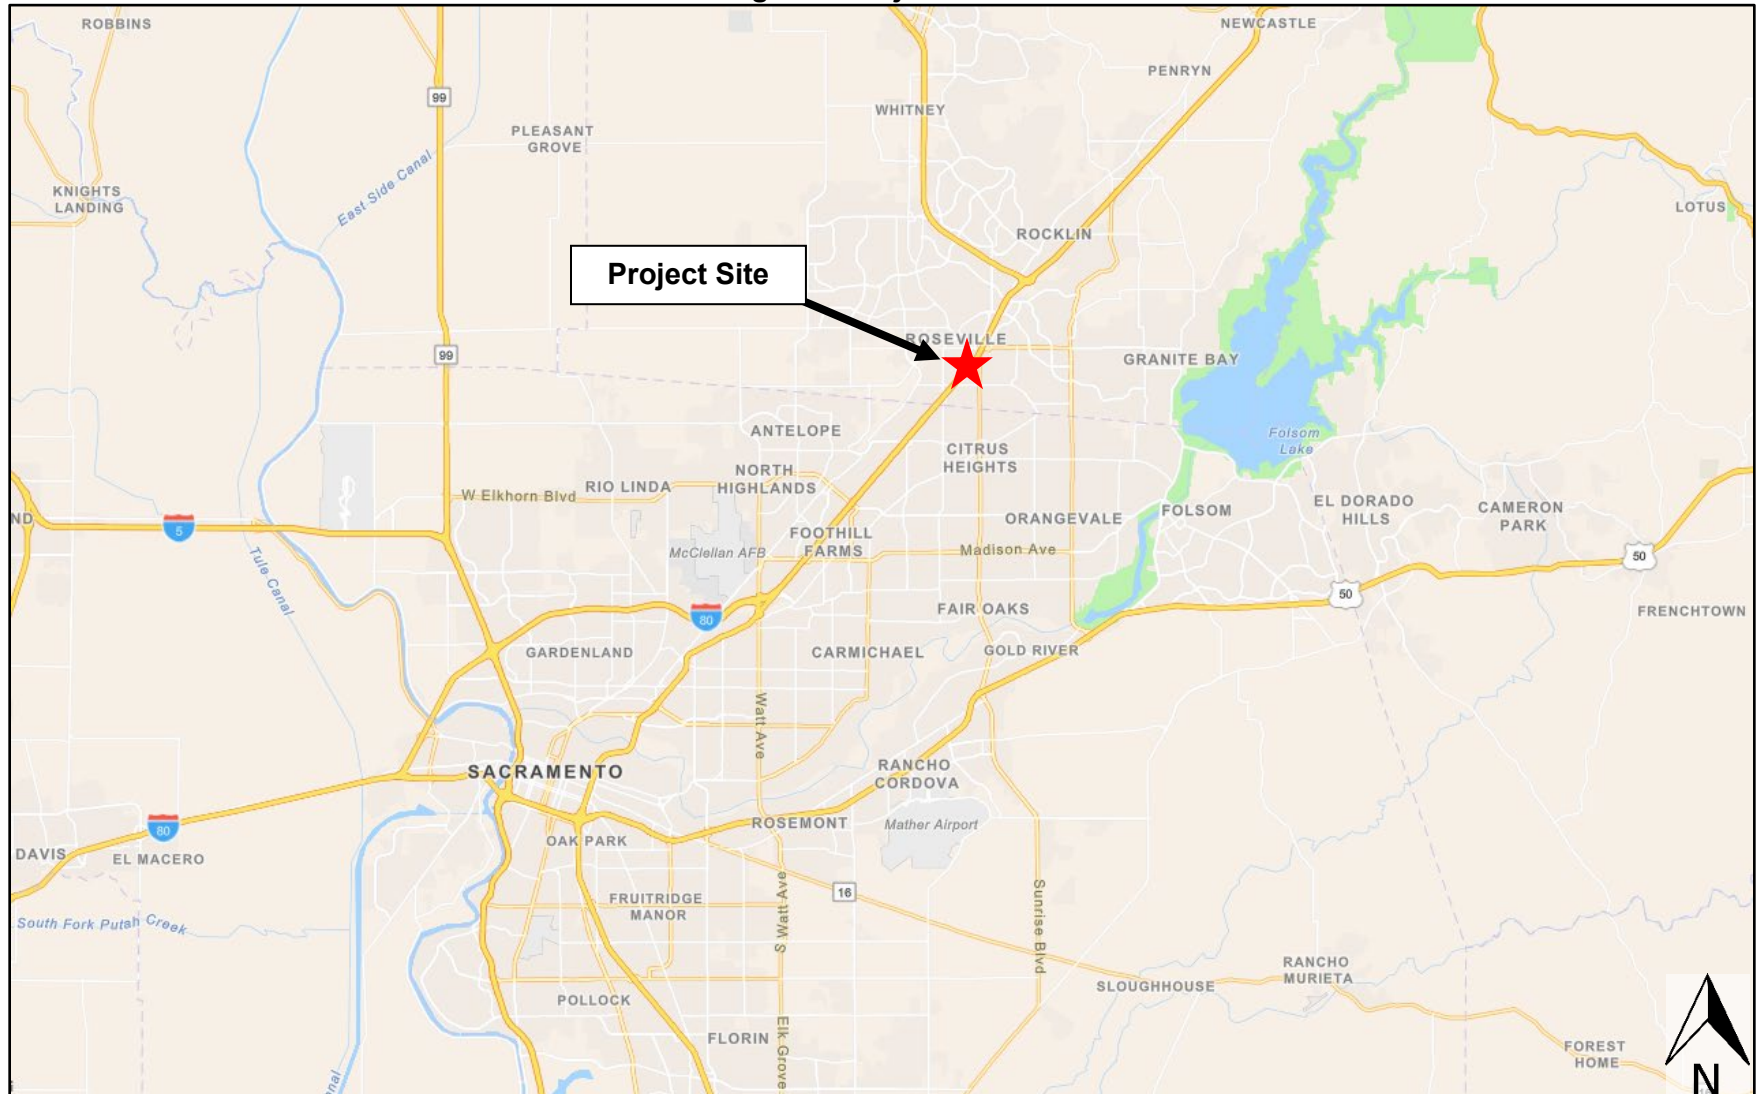 ROBBINS
NEWCASTLE
PENRYN
99
WHITNEY
PLEASANT
GROVE
East Side Canal
KNIGHTS
LANDING
LOTUS
ROCKLIN
Project Site
ROSEVILLE
99
GRANITE BAY
ANTELOPE
CITRUS
HEIGHTS
Folsom
Lake
NORTH
HIGHLANDS
RIO LINDA
W Elkhorn Blvd
EL DORADO
HILLS
CAMERON
PARK
FOLSOM
ORANGEVALE
ND
5
FOOTHILL
FARMS
McClellan AFB
Madison Ave
50
Tule Canal
50
FAIR OAKS
FRENCHTOWN
80
GARDENLAND
CARMICHAEL
GOLD RIVER
Watt Ave
SACRAMENTO
RANCHO
CORDOVA
80
ROSEMONT
Mather Airport
OAK PARK
DAVIS
EL MACERO
16
FRUITRIDGE
MANOR
S Watt Ave
Sunrise Blvd
South Fork Putah Creek
RANCHO
MURIETA
SLOUGHHOUSE
POLLOCK
FLORIN
Elk Grove
FOREST
HOME
N